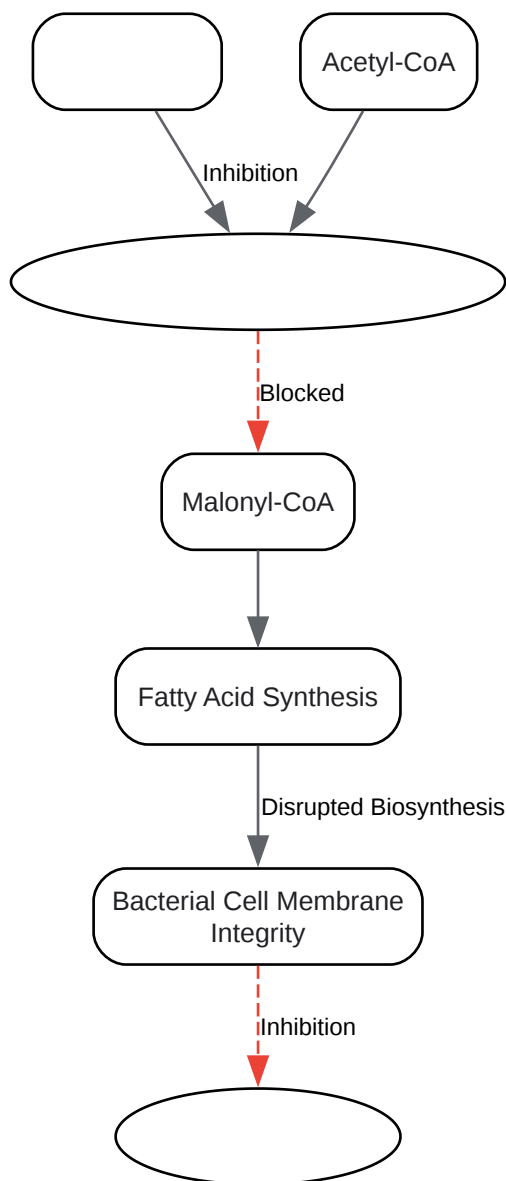 Acetyl-CoA
Inhibition
Blocked
Malonyl-CoA
Fatty Acid Synthesis
Disrupted Biosynthesis
Bacterial Cell Membrane
Integrity
Inhibition